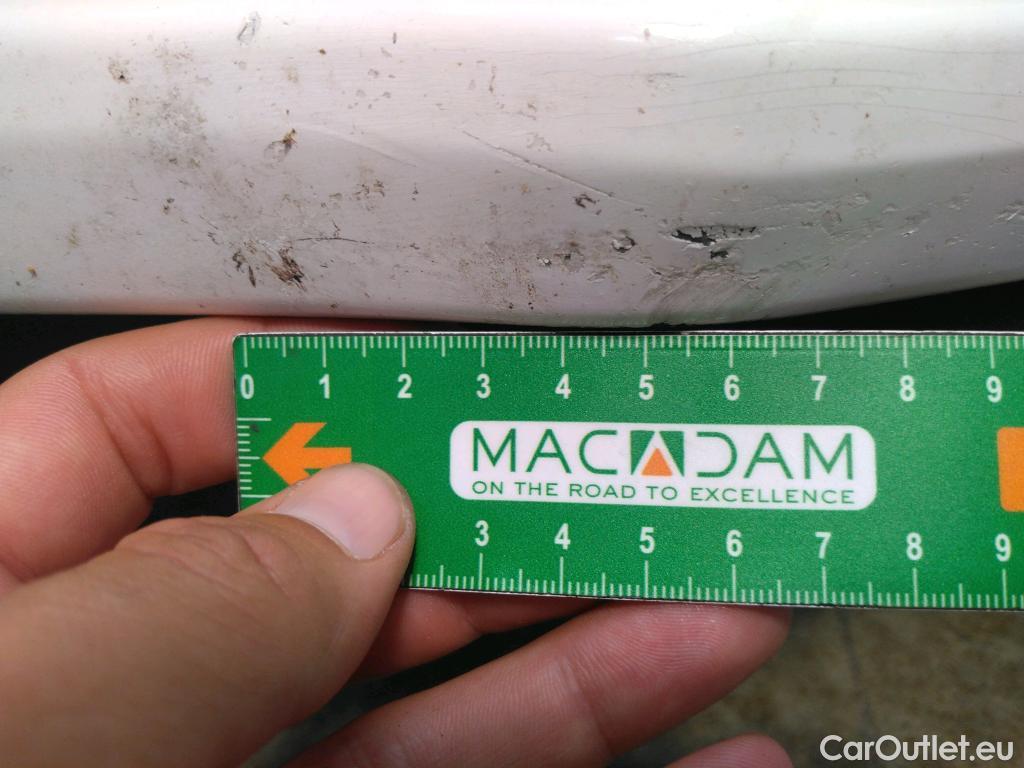 0 1 2 3 4 5 6 7 8 9
MACADAM
ON THE ROAD TO EXCELLENCE
3 4 5 6 7 8 9
CarOutlet.eu